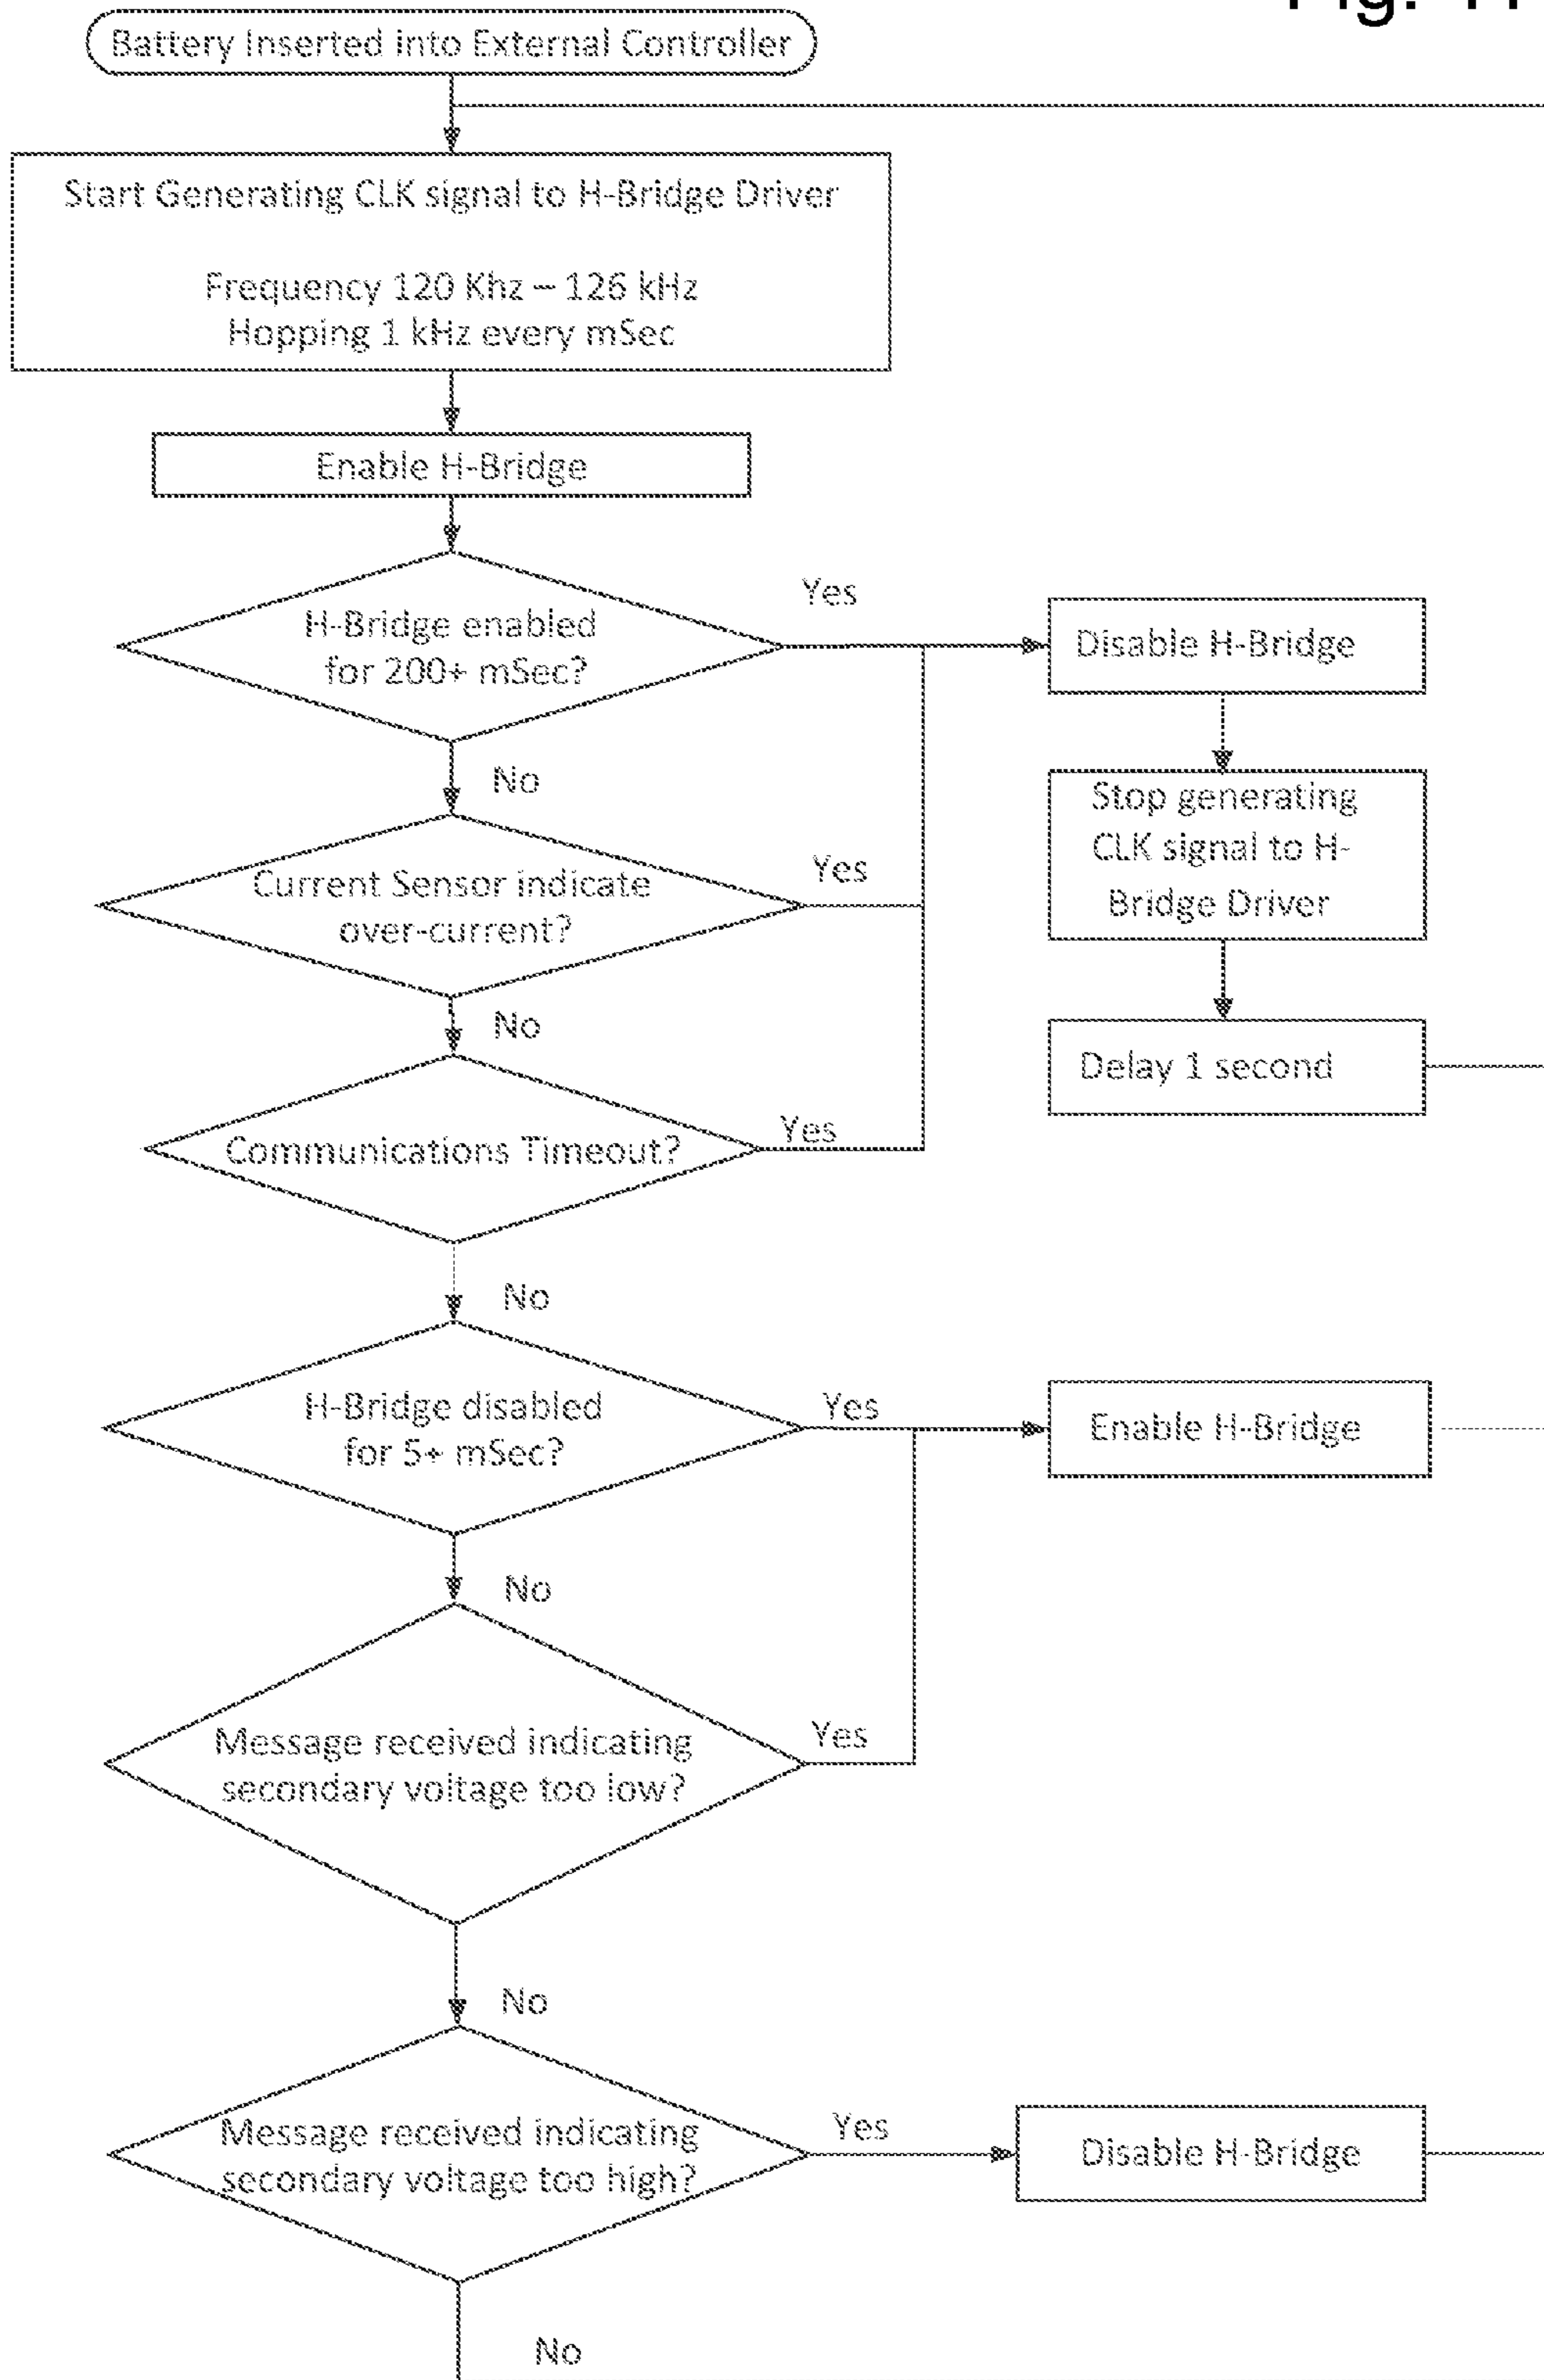 Battery Inserted into External Controller
Start Generating CLK signal to H-Bridge Driver
Frequency 120 Khz – 126 kHz
Hopping 1 kHz every mSec
Enable H-Bridge
H-Bridge enabled
for 200+ mSec?
Yes
Disable H-Bridge
No
Stop generating
CLK signal to H-
Bridge Driver
Current Sensor indicate
over-current?
Yes
No
Delay 1 second
Communications Timeout?
Yes
No
H-Bridge disabled
for 5+ mSec?
Yes
Enable H-Bridge
No
Message received indicating
secondary voltage too low?
Yes
No
Message received indicating
secondary voltage too high?
Yes
Disable H-Bridge
No